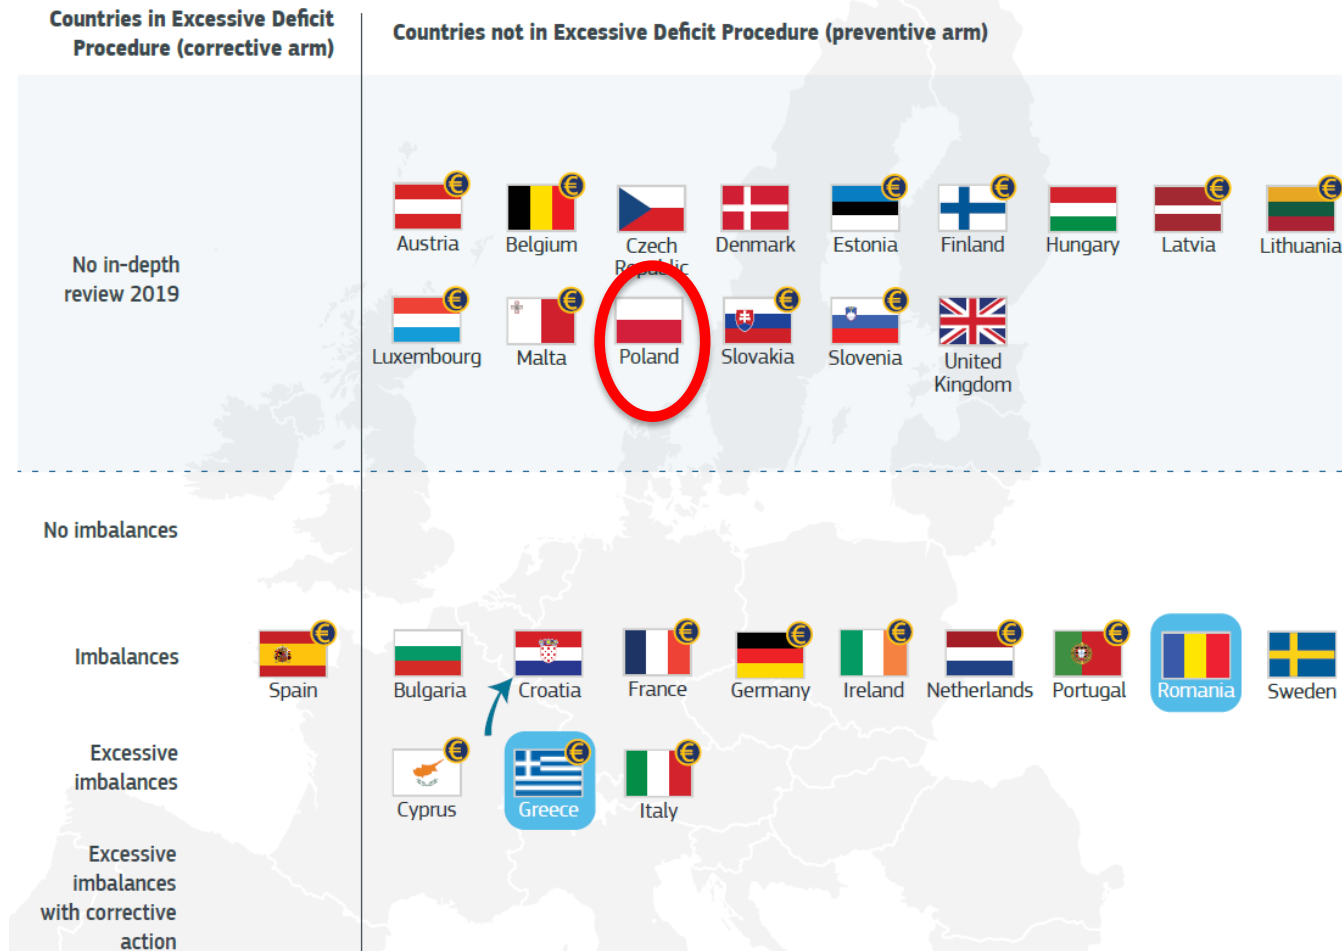 Countries in Excessive Deficit
Procedure (corrective arm)
Countries not in Excessive Deficit Procedure (preventive arm)
No in-depth
review 2019
€ € € € € €
Austria Belgium Czech Republic Denmark Estonia Finland Hungary Latvia Lithuania
€ € € €
Luxembourg Malta Poland Slovakia Slovenia United Kingdom
No imbalances
Imbalances
€ € € € € €
Spain Bulgaria Croatia France Germany Ireland Netherlands Portugal Romania Sweden
Excessive
imbalances
€ € €
Cyprus Greece Italy
Excessive
imbalances
with corrective
action